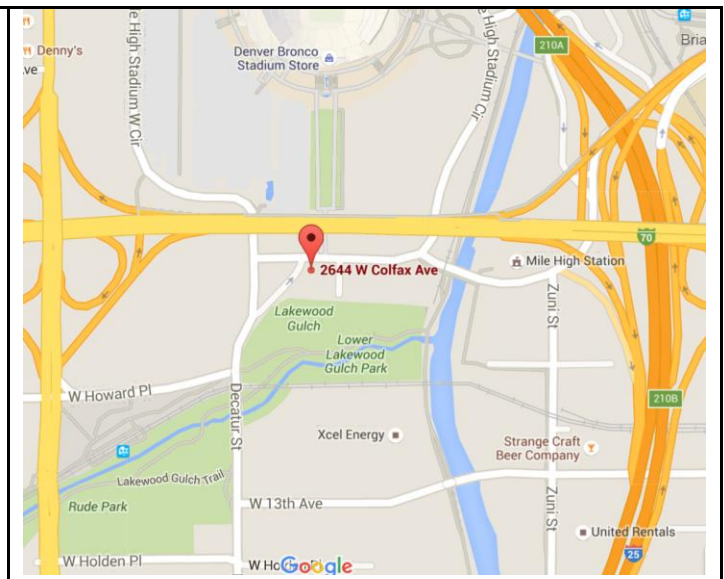 Denny's
ve
e High Stadium W Cir
Denver Bronco
Stadium Store
e High Stadium Cir
210A
Bria
70
2644 W Colfax Ave
Mile High Station
Zuni St
Lakewood
Gulch
Lower
Lakewood
Gulch Park
W Howard Pl
Decatur St
210B
Xcel Energy
Strange Craft
Beer Company
Lakewood Gulch Trail
Rude Park
W 13th Ave
Zuni St
United Rentals
25
W Holden Pl
W Ho
Google